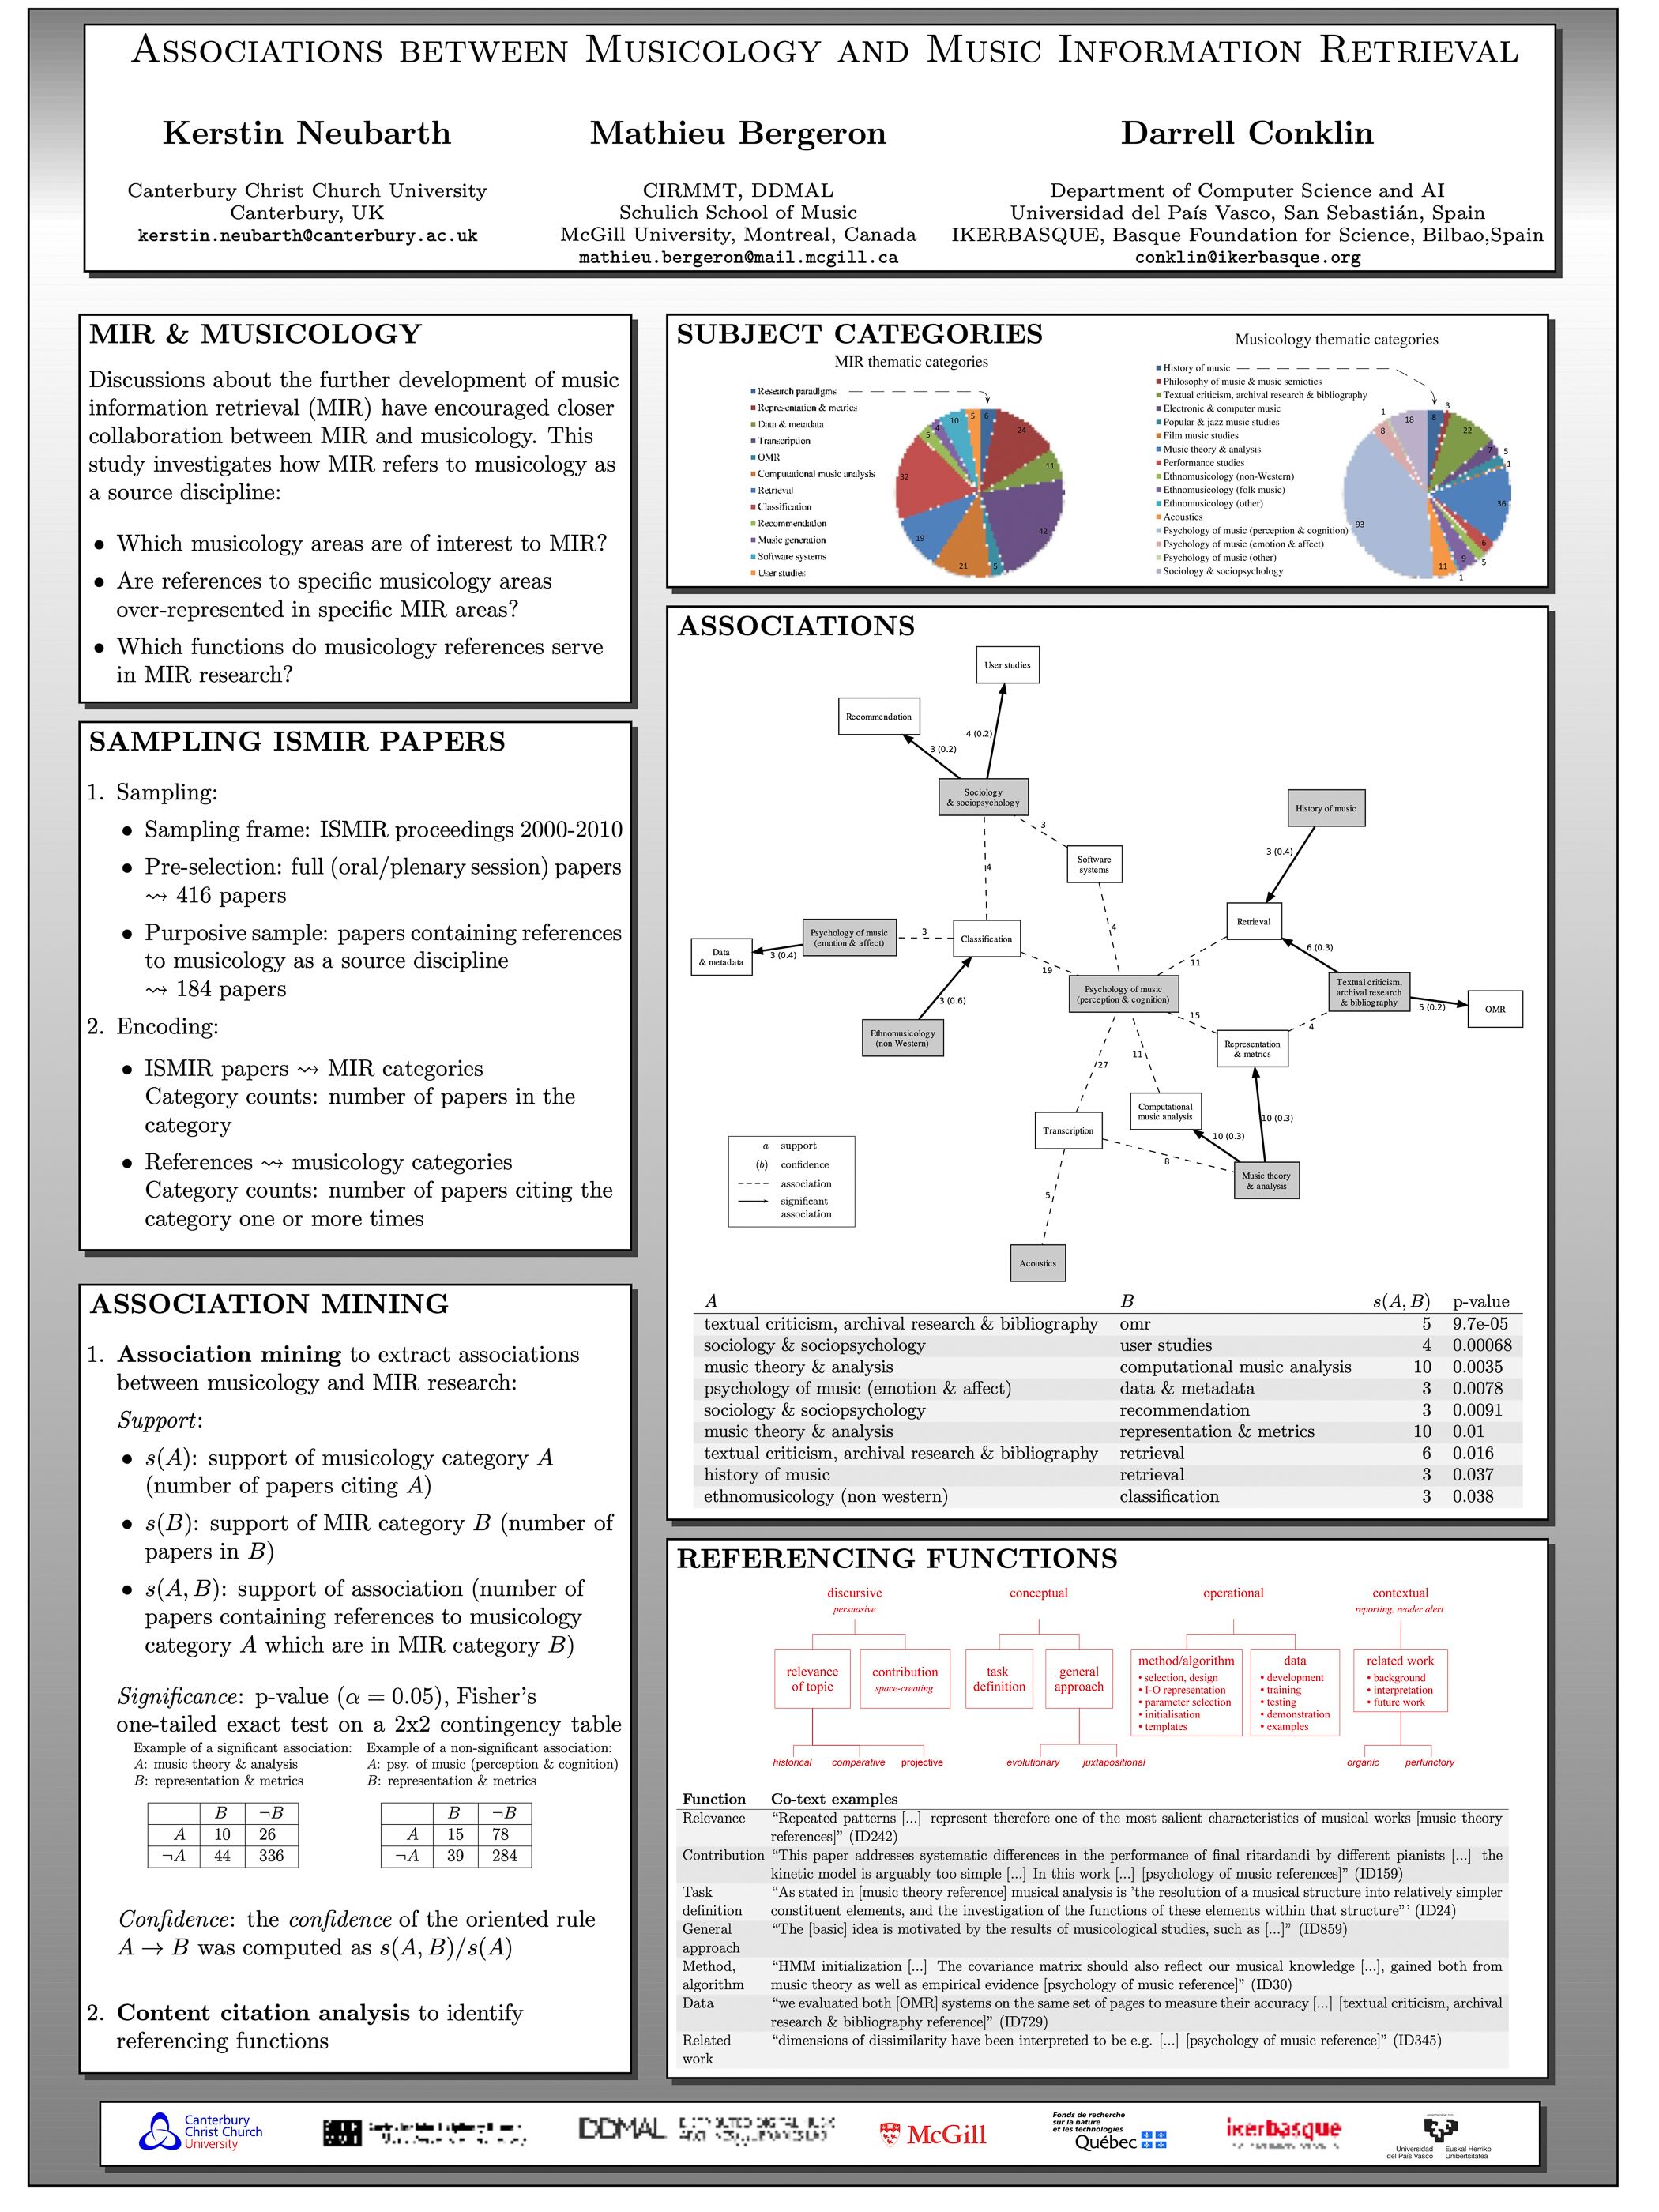 Associations between Musicology and Music Information Retrieval
Kerstin Neubarth
Canterbury Christ Church University
Canterbury, UK
kerstin.neubarth@canterbury.ac.uk
Mathieu Bergeron
CIRMMT, DDMAL
Schulich School of Music
McGill University, Montreal, Canada
mathieu.bergeron@mail.mcgill.ca
Darrell Conklin
Department of Computer Science and AI
Universidad del País Vasco, San Sebastián, Spain
IKERBASQUE, Basque Foundation for Science, Bilbao,Spain
conklin@ikerbasque.org
MIR & MUSICOLOGY
Discussions about the further development of music
information retrieval (MIR) have encouraged closer
collaboration between MIR and musicology. This
study investigates how MIR refers to musicology as
a source discipline:
• Which musicology areas are of interest to MIR?
• Are references to specific musicology areas
over-represented in specific MIR areas?
• Which functions do musicology references serve
in MIR research?
SAMPLING ISMIR PAPERS
1. Sampling:
• Sampling frame: ISMIR proceedings 2000-2010
• Pre-selection: full (oral/plenary session) papers
⇝ 416 papers
• Purposive sample: papers containing references
to musicology as a source discipline
⇝ 184 papers
2. Encoding:
• ISMIR papers ⇝ MIR categories
Category counts: number of papers in the
category
• References ⇝ musicology categories
Category counts: number of papers citing the
category one or more times
ASSOCIATION MINING
1. Association mining to extract associations
between musicology and MIR research:
Support:
• s(A): support of musicology category A
(number of papers citing A)
• s(B): support of MIR category B (number of
papers in B)
• s(A, B): support of association (number of
papers containing references to musicology
category A which are in MIR category B)
Significance: p-value (α = 0.05), Fisher's
one-tailed exact test on a 2x2 contingency table
Example of a significant association:
A: music theory & analysis
B: representation & metrics
B ¬B
A 10 26
¬A 44 336
Example of a non-significant association:
A: psy. of music (perception & cognition)
B: representation & metrics
B ¬B
A 15 78
¬A 39 284
Confidence: the confidence of the oriented rule
A → B was computed as s(A, B)/s(A)
2. Content citation analysis to identify
referencing functions
SUBJECT CATEGORIES
MIR thematic categories
Research paradigms
Representation & metrics
Data & metadata
Transcription
OMR
Computational music analysis
Retrieval
Classification
Recommendation
Music generation
Software systems
User studies
6
24
11
42
5
21
19
32
5
10
5
Musicology thematic categories
History of music
Philosophy of music & music semiotics
Textual criticism, archival research & bibliography
Electronic & computer music
Popular & jazz music studies
Film music studies
Music theory & analysis
Performance studies
Ethnomusicology (non-Western)
Ethnomusicology (folk music)
Ethnomusicology (other)
Acoustics
Psychology of music (perception & cognition)
Psychology of music (emotion & affect)
Psychology of music (other)
Sociology & sociopsychology
8
3
22
7
5
1
36
6
5
9
1
11
93
8
1
18
ASSOCIATIONS
User studies
Recommendation
4 (0.2)
3 (0.2)
Sociology
& sociopsychology
History of music
3
3 (0.4)
Software
systems
4
Retrieval
Psychology of music
(emotion & affect)
3
Classification
4
Data
& metadata
3 (0.4)
6 (0.3)
11
19
Psychology of music
(perception & cognition)
Textual criticism,
archival research
& bibliography
5 (0.2)
OMR
3 (0.6)
Ethnomusicology
(non Western)
15
4
Representation
& metrics
27
11
Computational
music analysis
10 (0.3)
Transcription
10 (0.3)
8
Music theory
& analysis
5
Acoustics
a support
(b) confidence
association
significant
association
A B s(A, B) p-value
textual criticism, archival research & bibliography omr 5 9.7e-05
sociology & sociopsychology user studies 4 0.00068
music theory & analysis computational music analysis 10 0.0035
psychology of music (emotion & affect) data & metadata 3 0.0078
sociology & sociopsychology recommendation 3 0.0091
music theory & analysis representation & metrics 10 0.01
textual criticism, archival research & bibliography retrieval 6 0.016
history of music retrieval 3 0.037
ethnomusicology (non western) classification 3 0.038
REFERENCING FUNCTIONS
discursive
persuasive
relevance
of topic
contribution
space-creating
historical comparative projective
conceptual
task
definition
general
approach
evolutionary juxtapositional
operational
method/algorithm
• selection, design
• I-O representation
• parameter selection
• initialisation
• templates
data
• development
• training
• testing
• demonstration
• examples
contextual
reporting, reader alert
related work
• background
• interpretation
• future work
organic perfunctory
Function Co-text examples
Relevance "Repeated patterns [...] represent therefore one of the most salient characteristics of musical works [music theory
references]" (ID242)
Contribution "This paper addresses systematic differences in the performance of final ritardandi by different pianists [...] the
kinetic model is arguably too simple [...] In this work [...] [psychology of music references]" (ID159)
Task "As stated in [music theory reference] musical analysis is 'the resolution of a musical structure into relatively simpler
definition constituent elements, and the investigation of the functions of these elements within that structure"' (ID24)
General "The [basic] idea is motivated by the results of musicological studies, such as [...]" (ID859)
approach
Method, "HMM initialization [...] The covariance matrix should also reflect our musical knowledge [...], gained both from
algorithm music theory as well as empirical evidence [psychology of music reference]" (ID30)
Data "we evaluated both [OMR] systems on the same set of pages to measure their accuracy [...] [textual criticism, archival
research & bibliography reference]" (ID729)
Related "dimensions of dissimilarity have been interpreted to be e.g. [...] [psychology of music reference]" (ID345)
work
Canterbury
Christ Church
University
DDMAL
McGill
Fonds de recherche
sur la nature
et les technologies
Québec
ikerbasque
Universidad del País Vasco
Euskal Herriko Unibertsitatea